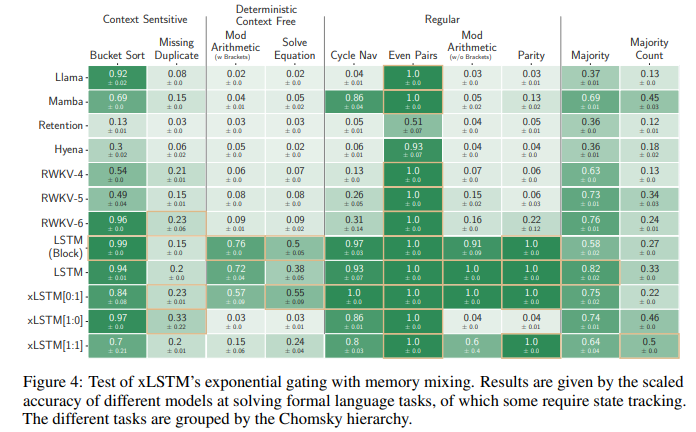 Context Sentsitive
Deterministic
Context Free
Regular
Bucket Sort
Missing
Duplicate
Mod
Arithmetic
(w Brackets)
Solve
Equation
Cycle Nav
Even Pairs
Mod
Arithmetic
(w/o Brackets)
Parity
Majority
Majority
Count
Llama 0.92 0.08 0.02 0.02 0.04 1.0 0.03 0.03 0.37 0.13
± 0.02 ± 0.0 ± 0.0 ± 0.0 ± 0.01 ± 0.0 ± 0.0 ± 0.01 ± 0.01 ± 0.0
Mamba 0.69 0.15 0.04 0.05 0.86 1.0 0.05 0.13 0.69 0.45
± 0.0 ± 0.0 ± 0.01 ± 0.02 ± 0.04 ± 0.0 ± 0.02 ± 0.02 ± 0.01 ± 0.03
Retention 0.13 0.03 0.03 0.03 0.05 0.51 0.04 0.05 0.36 0.12
± 0.01 ± 0.0 ± 0.0 ± 0.0 ± 0.01 ± 0.07 ± 0.0 ± 0.01 ± 0.0 ± 0.01
Hyena 0.3 0.06 0.05 0.02 0.06 0.93 0.04 0.04 0.36 0.18
± 0.02 ± 0.02 ± 0.0 ± 0.0 ± 0.01 ± 0.07 ± 0.0 ± 0.0 ± 0.01 ± 0.02
RWKV-4 0.54 0.21 0.06 0.07 0.13 1.0 0.07 0.06 0.63 0.13
± 0.0 ± 0.01 ± 0.0 ± 0.0 ± 0.0 ± 0.0 ± 0.0 ± 0.0 ± 0.0 ± 0.0
RWKV-5 0.49 0.15 0.08 0.08 0.26 1.0 0.15 0.06 0.73 0.34
± 0.04 ± 0.01 ± 0.0 ± 0.0 ± 0.05 ± 0.0 ± 0.02 ± 0.03 ± 0.01 ± 0.03
RWKV-6 0.96 0.23 0.09 0.09 0.31 1.0 0.16 0.22 0.76 0.24
± 0.0 ± 0.06 ± 0.01 ± 0.02 ± 0.14 ± 0.0 ± 0.0 ± 0.12 ± 0.01 ± 0.01
LSTM
(Block) 0.99 0.15 0.76 0.5 0.97 1.0 0.91 1.0 0.58 0.27
± 0.0 ± 0.0 ± 0.0 ± 0.05 ± 0.03 ± 0.0 ± 0.09 ± 0.0 ± 0.02 ± 0.0
LSTM 0.94 0.2 0.72 0.38 0.93 1.0 1.0 1.0 0.82 0.33
± 0.01 ± 0.0 ± 0.04 ± 0.05 ± 0.07 ± 0.0 ± 0.0 ± 0.0 ± 0.02 ± 0.0
xLSTM[0:1] 0.84 0.23 0.57 0.55 1.0 1.0 1.0 1.0 0.75 0.22
± 0.08 ± 0.01 ± 0.09 ± 0.09 ± 0.0 ± 0.0 ± 0.0 ± 0.0 ± 0.02 ± 0.0
xLSTM[1:0] 0.97 0.33 0.03 0.03 0.86 1.0 0.04 0.04 0.74 0.46
± 0.0 ± 0.22 ± 0.0 ± 0.01 ± 0.01 ± 0.0 ± 0.0 ± 0.01 ± 0.01 ± 0.0
xLSTM[1:1] 0.7 0.2 0.15 0.24 0.8 1.0 0.6 1.0 0.64 0.5
± 0.21 ± 0.01 ± 0.06 ± 0.04 ± 0.03 ± 0.0 ± 0.4 ± 0.0 ± 0.04 ± 0.0
Figure 4: Test of xLSTM's exponential gating with memory mixing. Results are given by the scaled
accuracy of different models at solving formal language tasks, of which some require state tracking.
The different tasks are grouped by the Chomsky hierarchy.